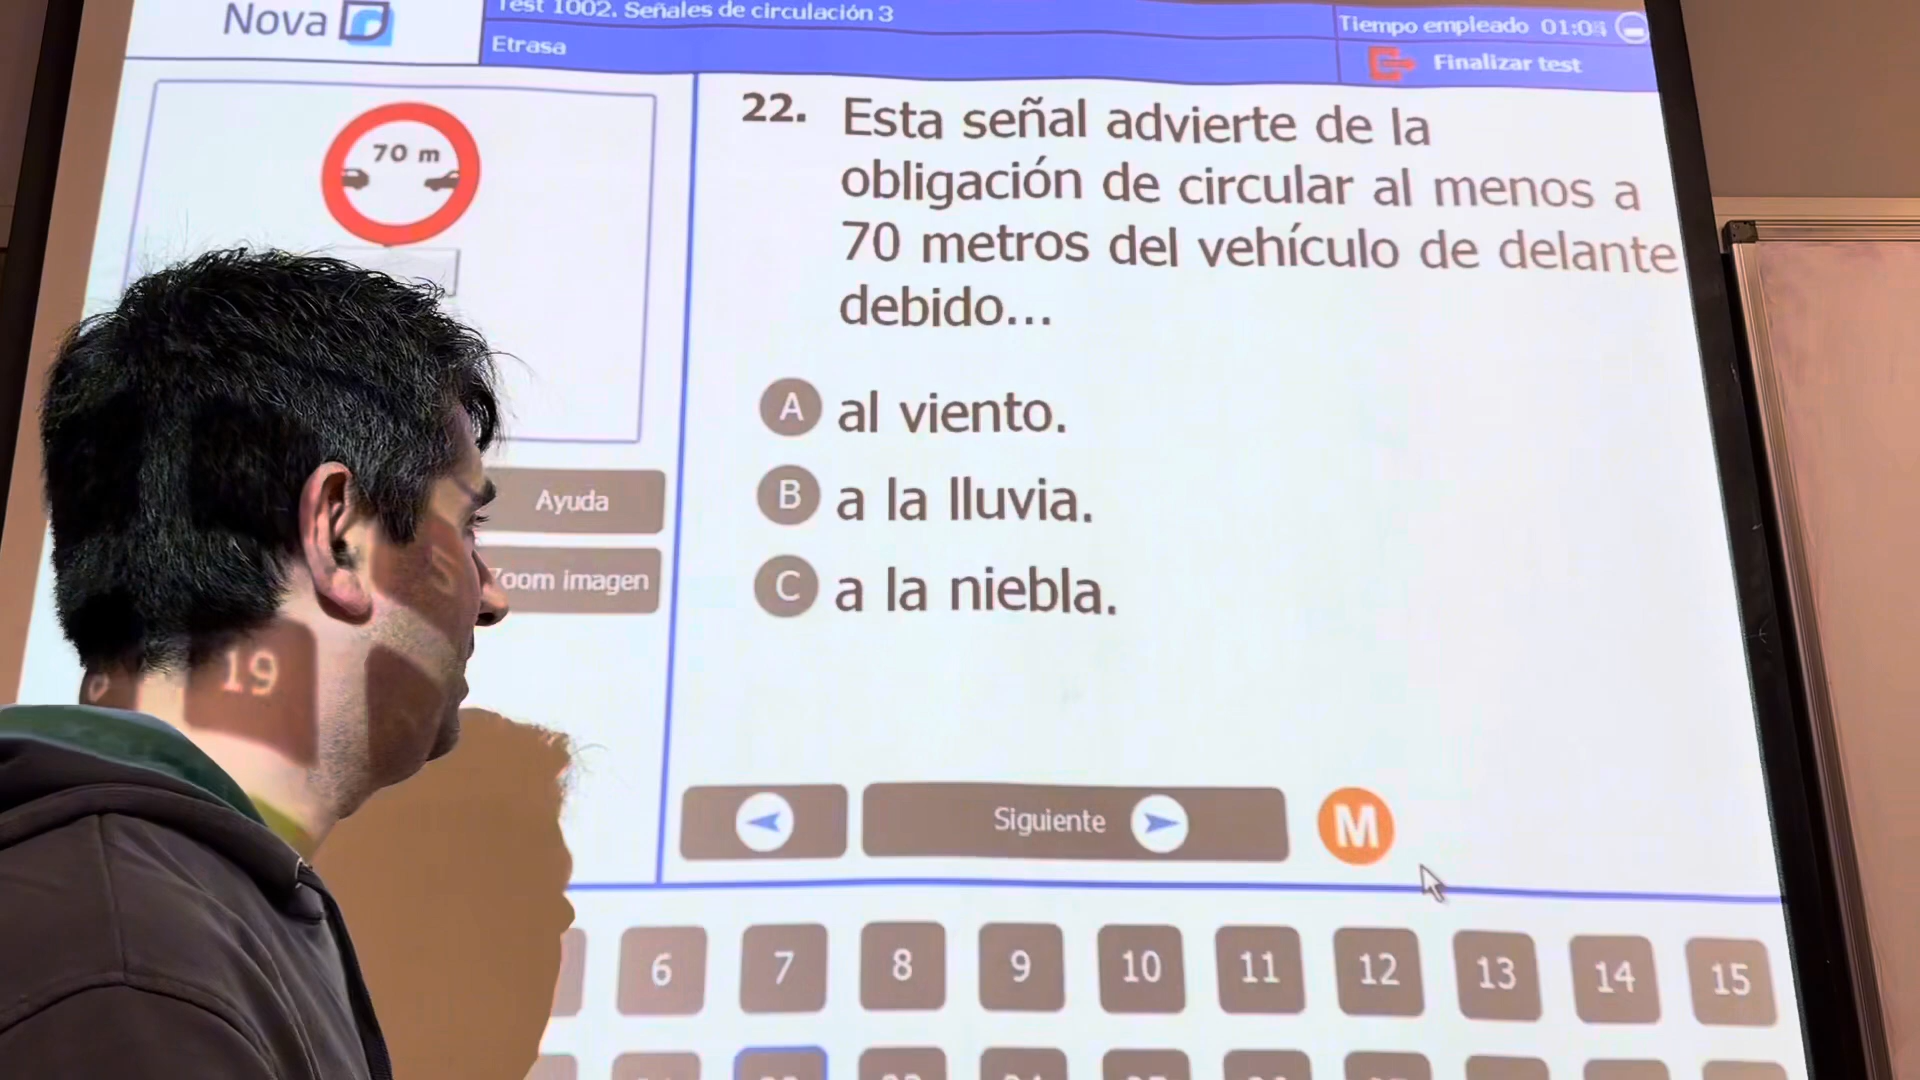 Nova
Test 1002. Señales de circulación 3
Etrasa
Tiempo empleado 01:0
Finalizar test
70 m
22. Esta señal advierte de la
obligación de circular al menos a
70 metros del vehículo de delante
debido...
A al viento.
B a la lluvia.
C a la niebla.
Ayuda
Zoom imagen
19
Siguiente
M
6 7 8 9 10 11 12 13 14 15